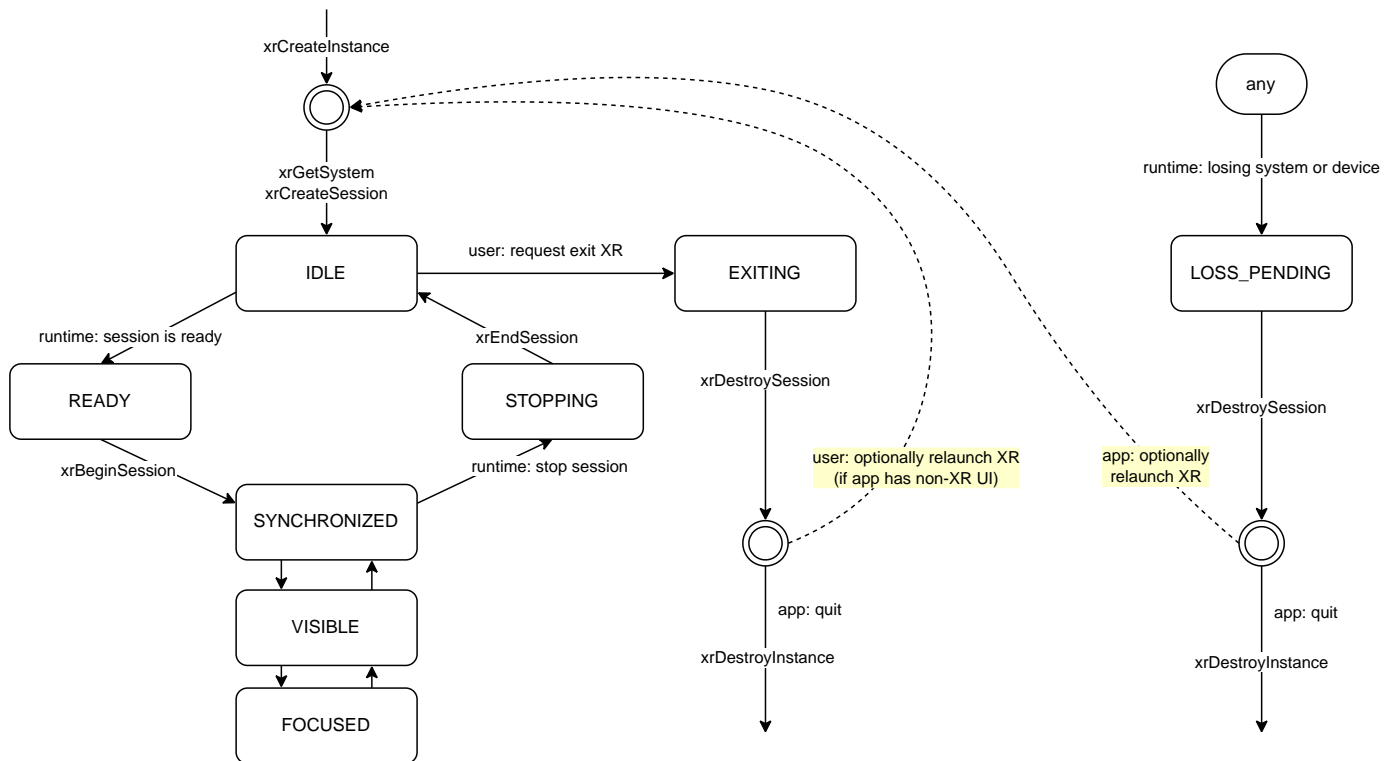 xrCreateInstance
any
runtime: losing system or device
xrGetSystem
xrCreateSession
user: request exit XR
IDLE
EXITING
LOSS_PENDING
runtime: session is ready
xrEndSession
xrDestroySession
READY
STOPPING
xrDestroySession
xrBeginSession
runtime: stop session
user: optionally relaunch XR
(if app has non-XR UI)
app: optionally
relaunch XR
SYNCHRONIZED
VISIBLE
app: quit
app: quit
xrDestroyInstance
xrDestroyInstance
FOCUSED